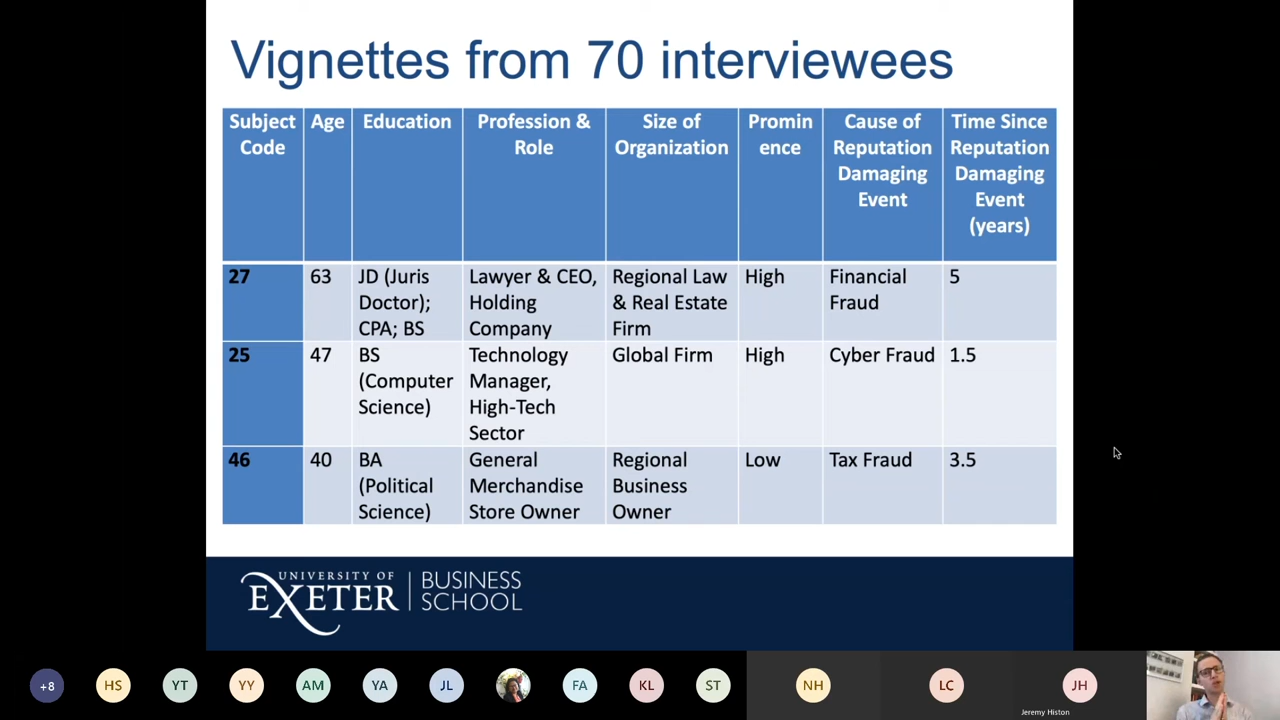 Vignettes from 70 interviewees
Subject Code | Age | Education | Profession & Role | Size of Organization | Promin ence | Cause of Reputation Damaging Event | Time Since Reputation Damaging Event (years)
27 | 63 | JD (Juris Doctor); CPA; BS | Lawyer & CEO, Holding Company | Regional Law & Real Estate Firm | High | Financial Fraud | 5
25 | 47 | BS (Computer Science) | Technology Manager, High-Tech Sector | Global Firm | High | Cyber Fraud | 1.5
46 | 40 | BA (Political Science) | General Merchandise Store Owner | Regional Business Owner | Low | Tax Fraud | 3.5
UNIVERSITY OF
EXETER
BUSINESS
SCHOOL
+8
HS
YT
YY
AM
YA
JL
FA
KL
ST
NH
LC
JH
Jeremy Histon